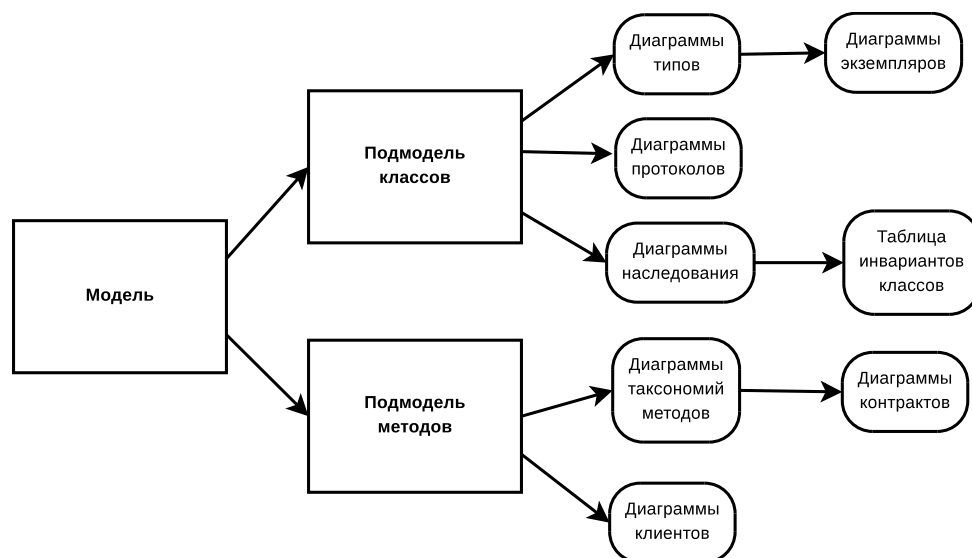 Модель
Подмодель
классов
Диаграммы
типов
Диаграммы
экземпляров
Диаграммы
протоколов
Диаграммы
наследования
Таблица
инвариантов
классов
Подмодель
методов
Диаграммы
таксономий
методов
Диаграммы
контрактов
Диаграммы
клиентов